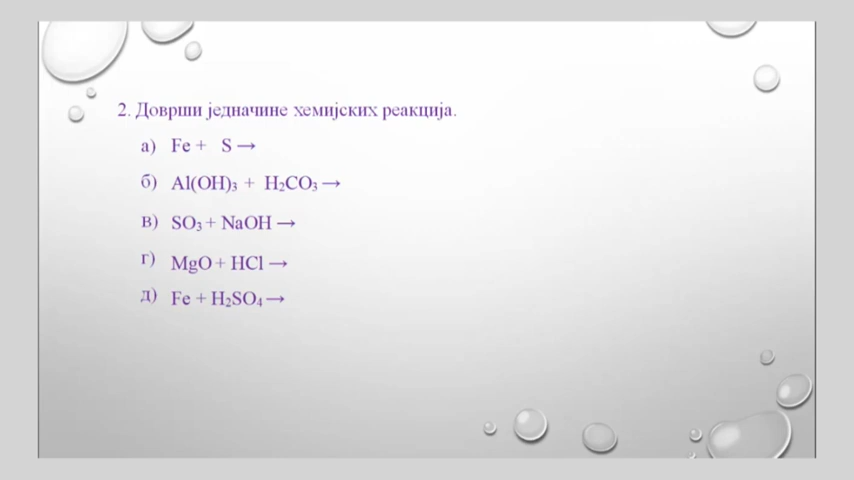 2. Доврши једначине хемијских реакција.
а) Fe + S →
б) Al(OH)₃ + H₂CO₃ →
в) SO₃ + NaOH →
г) MgO + HCl →
д) Fe + H₂SO₄ →